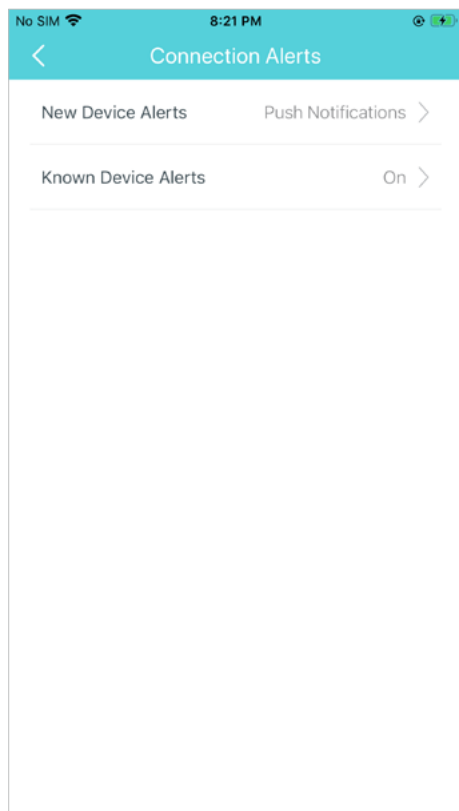 No SIM 8:21 PM
Connection Alerts
New Device Alerts Push Notifications
Known Device Alerts On